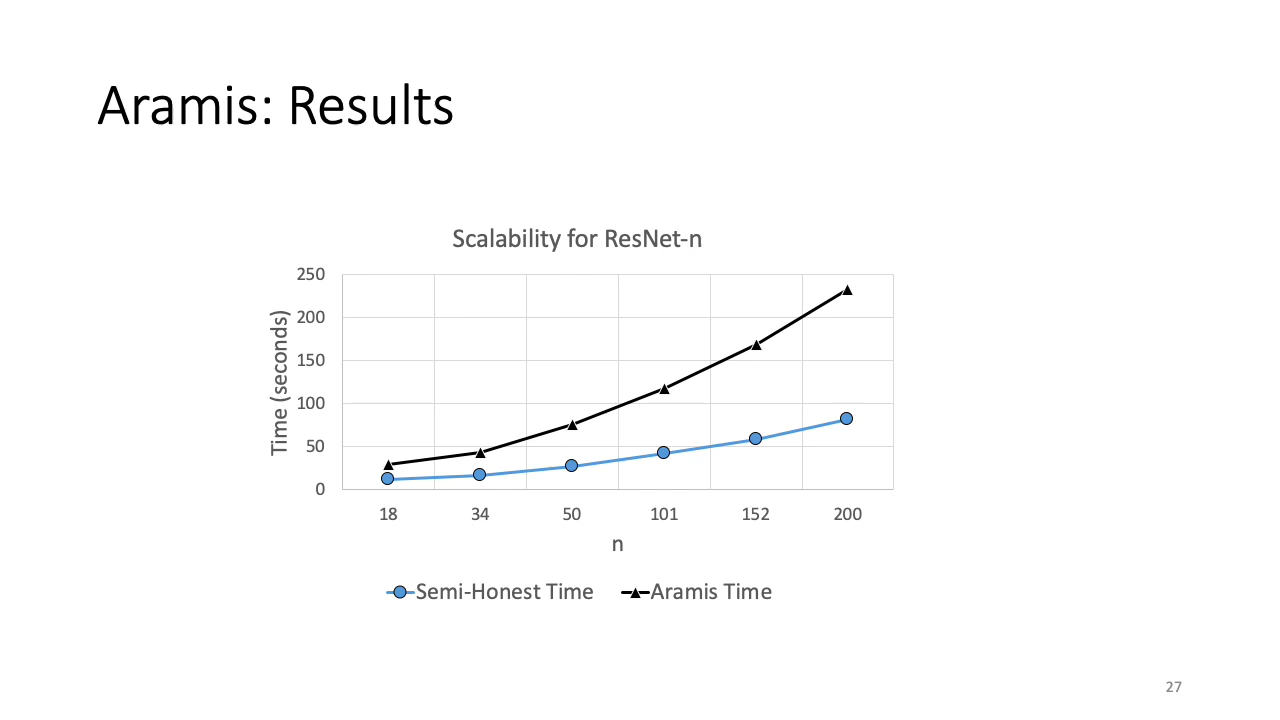 Aramis: Results
Scalability for ResNet-n
250
200
150
100
50
0
Time (seconds)
18 34 50 101 152 200
n
Semi-Honest Time Aramis Time
27